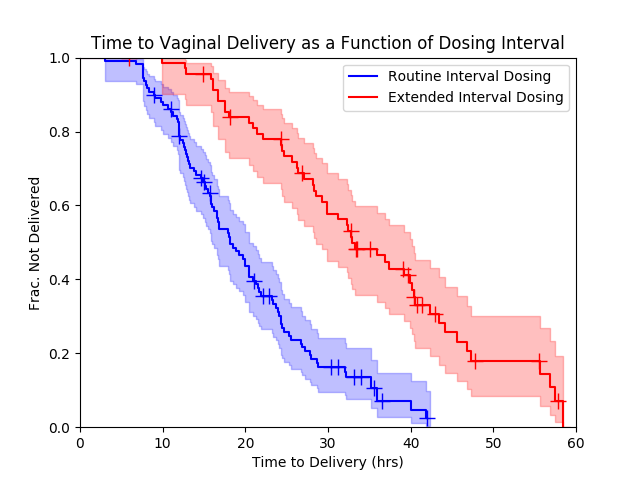 Time to Vaginal Delivery as a Function of Dosing Interval
Routine Interval Dosing
Extended Interval Dosing
Frac. Not Delivered
1.0
0.8
0.6
0.4
0.2
0.0
0 10 20 30 40 50 60
Time to Delivery (hrs)